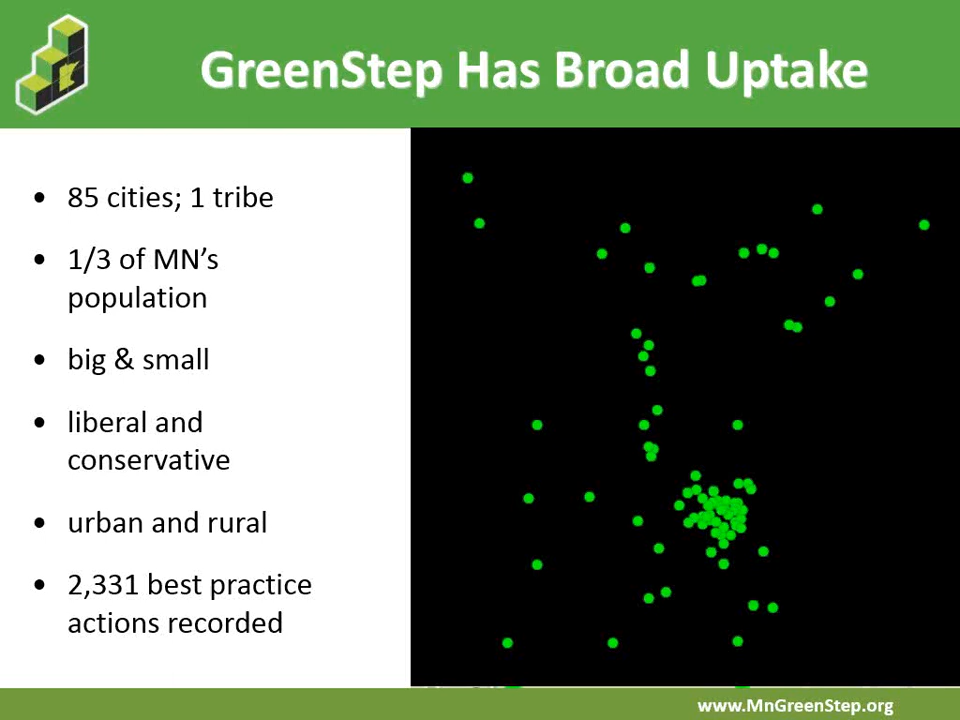 GreenStep Has Broad Uptake
• 85 cities; 1 tribe
• 1/3 of MN’s
population
• big & small
• liberal and
conservative
• urban and rural
• 2,331 best practice
actions recorded
www.MnGreenStep.org